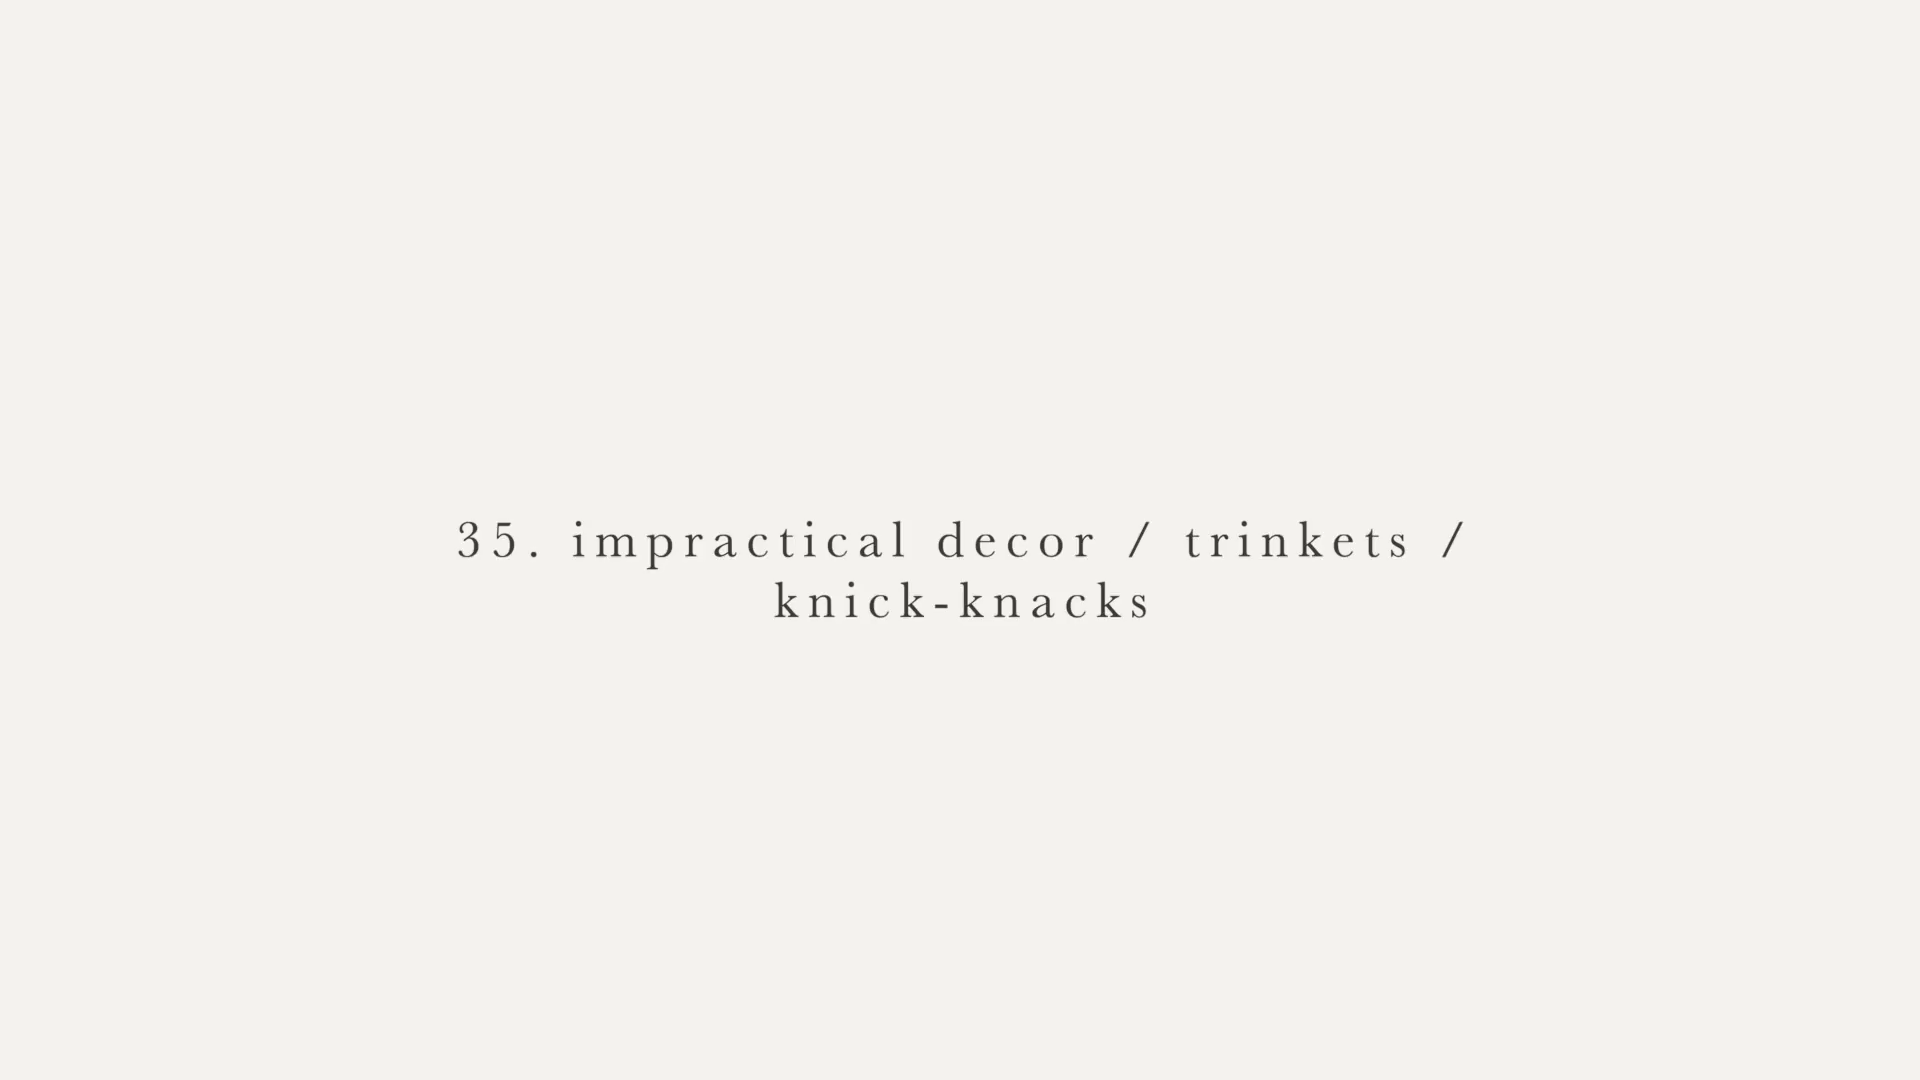 35. impractical decor / trinkets /
knick-knacks